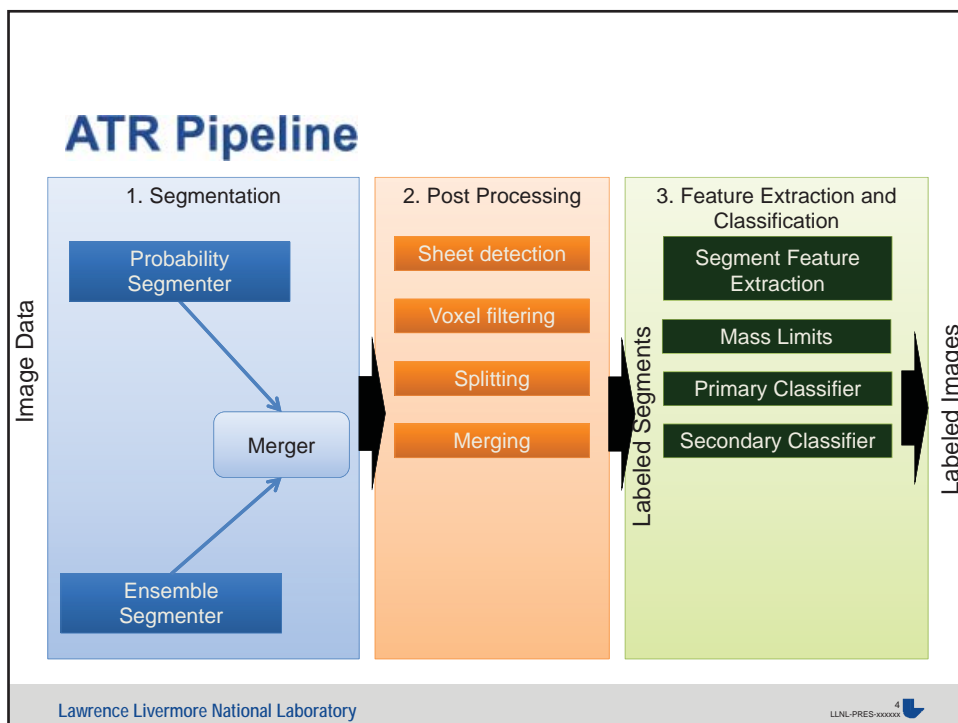 ATR Pipeline
Image Data
1. Segmentation
Probability
Segmenter
Merger
Ensemble
Segmenter
2. Post Processing
Sheet detection
Voxel filtering
Splitting
Merging
Labeled Segments
3. Feature Extraction and
Classification
Segment Feature
Extraction
Mass Limits
Primary Classifier
Secondary Classifier
Labeled Images
Lawrence Livermore National Laboratory
4
LLNL-PRES-xxxxxx